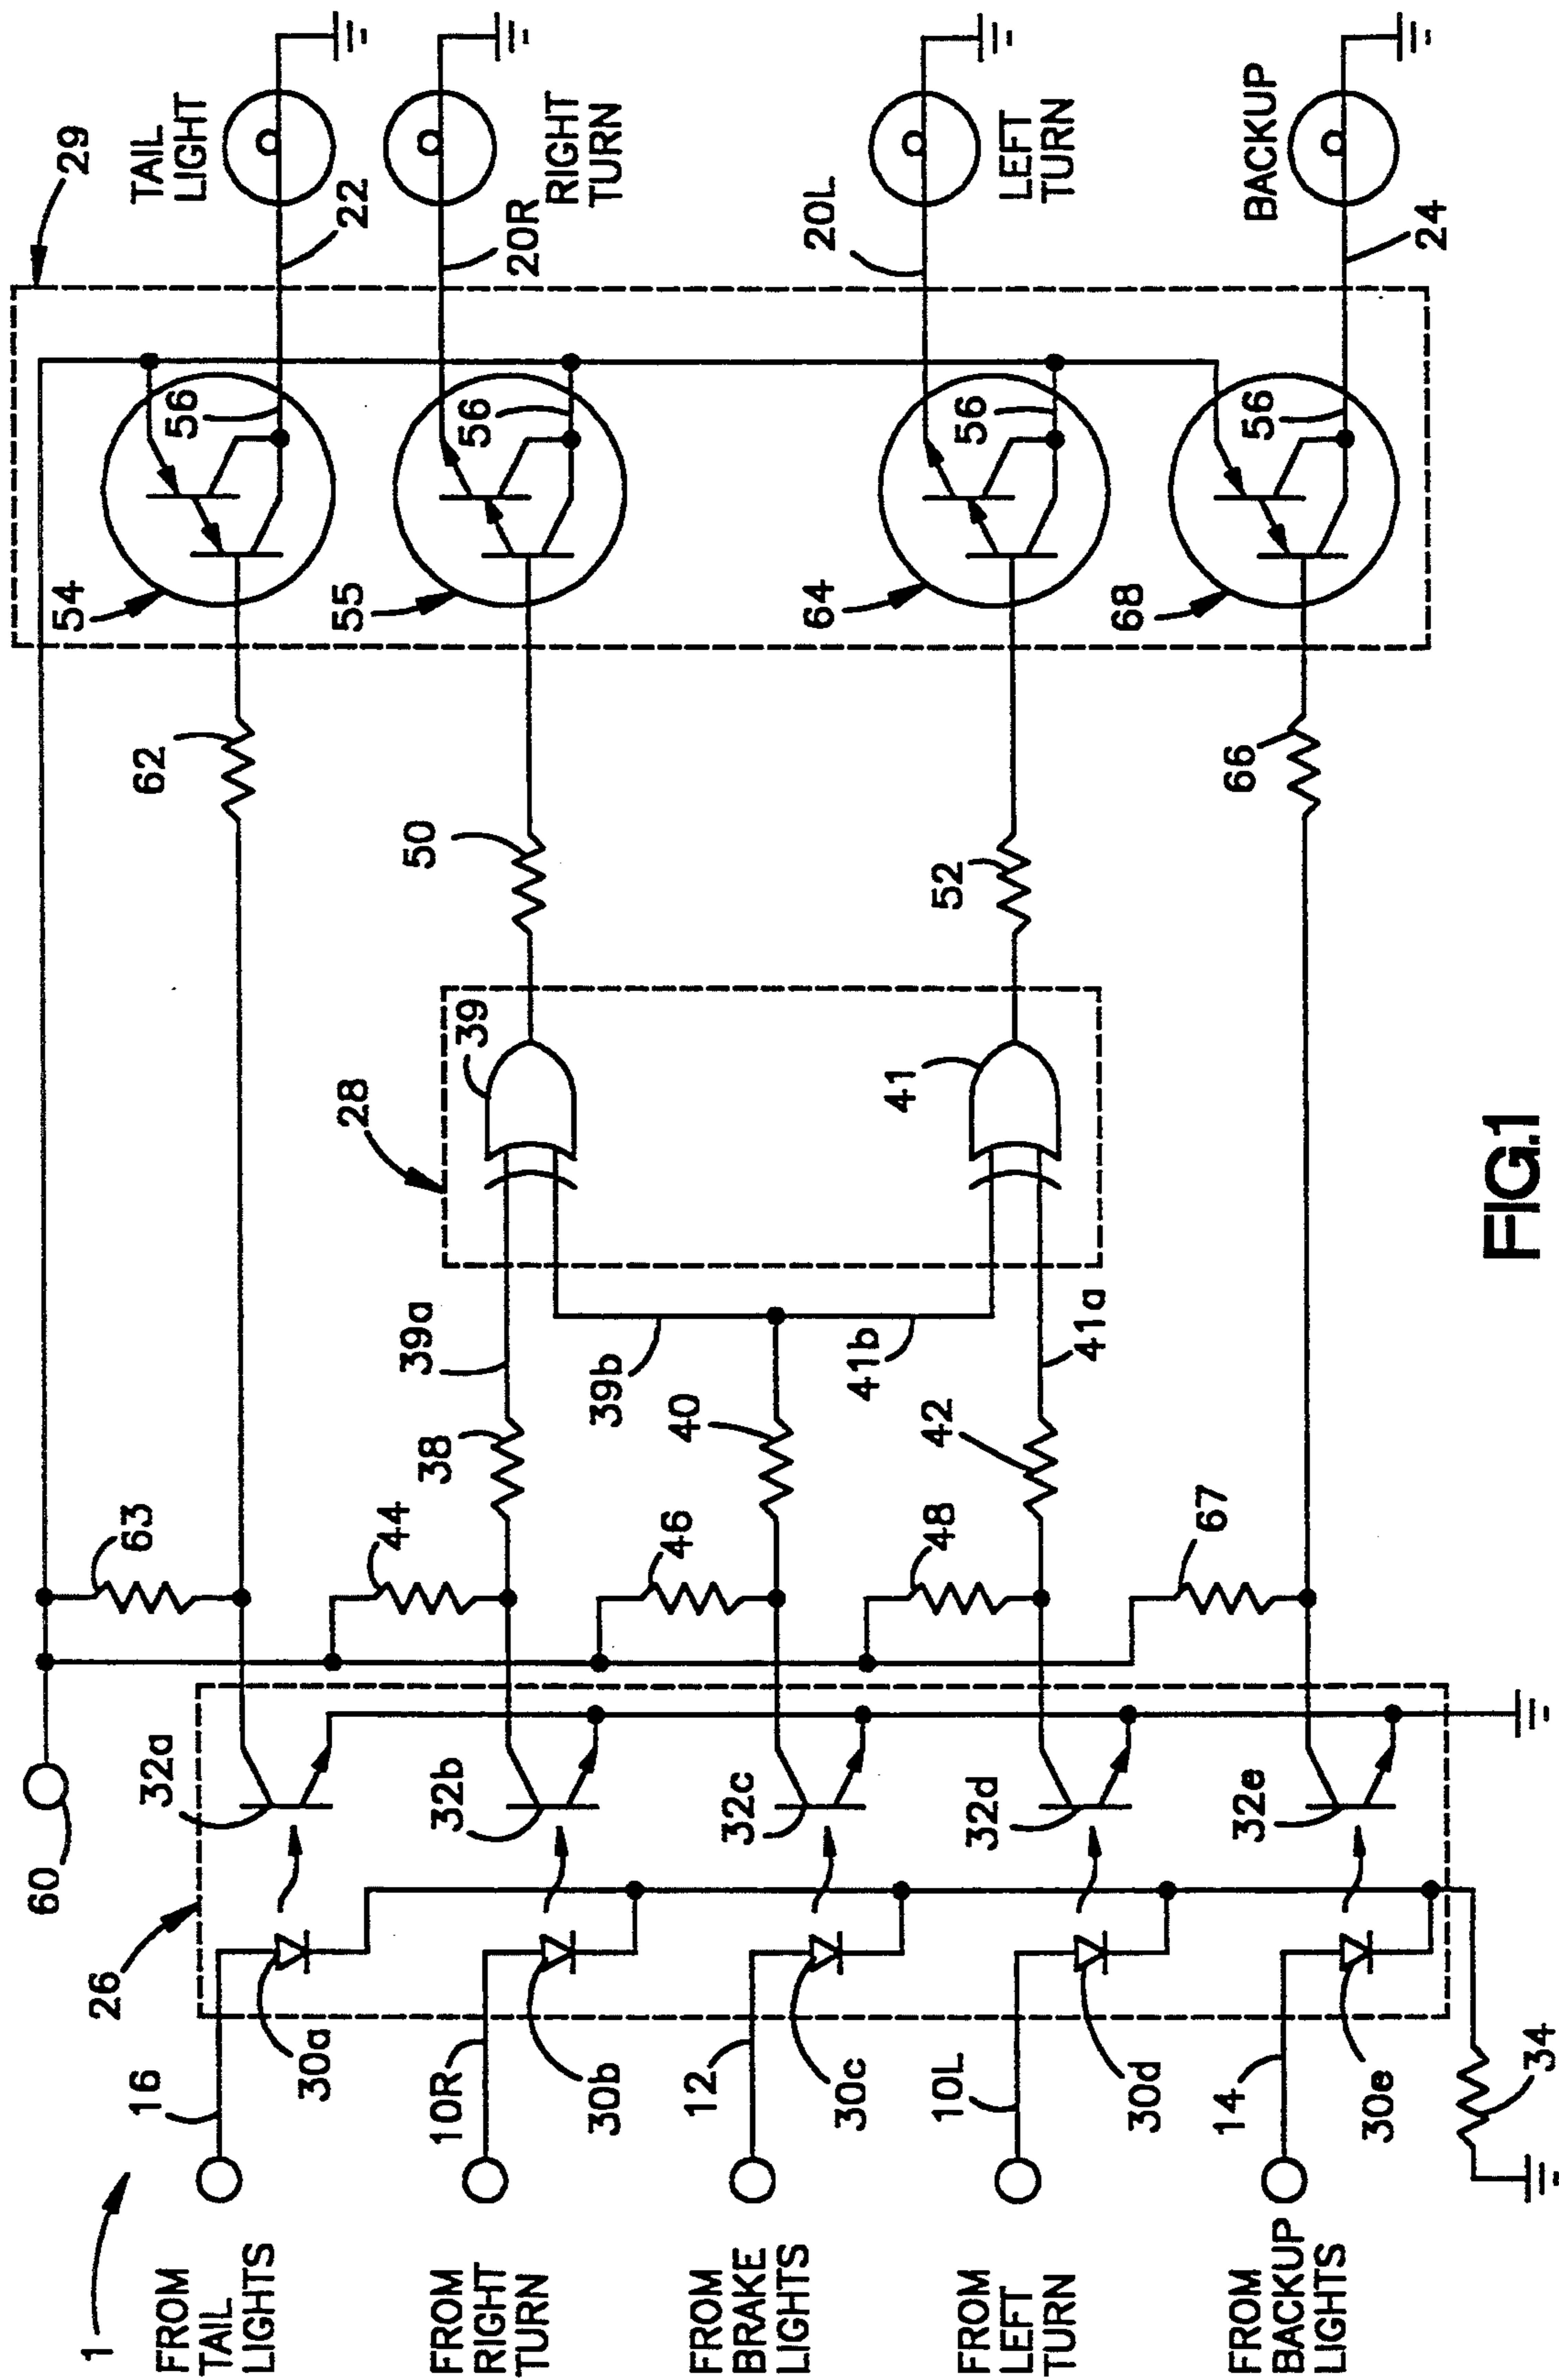 1
FROM
TAIL
LIGHTS
16
30a
26
60
32a
63
62
54
56
29
TAIL
LIGHT
22
FROM
RIGHT
TURN
10R
30b
32b
44
38
39a
28
39
50
55
56
20R
RIGHT
TURN
FROM
BRAKE
LIGHTS
12
30c
32c
46
40
39b
41b
FROM
LEFT
TURN
10L
30d
32d
48
42
41a
41
52
64
56
20L
LEFT
TURN
FROM
BACKUP
LIGHTS
14
30e
32e
67
66
68
56
24
BACKUP
34
FIG.1